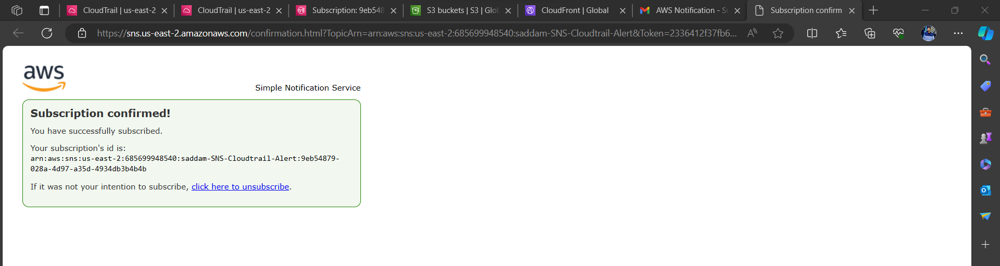 CloudTrail | us-east-2
CloudTrail | us-east-2
Subscription: 9eb548
S3 buckets | S3 | Glob
CloudFront | Global
AWS Notification - Su
Subscription confirm
https://sns.us-east-2.amazonaws.com/confirmation.html?TopicArn=arn:aws:sns:us-east-2:685699948540:saddam-SNS-Cloudtrail-Alert&Token=2336412f37fb6...
aws
Simple Notification Service
Subscription confirmed!
You have successfully subscribed.
Your subscription's id is:
arn:aws:sns:us-east-2:685699948540:saddam-SNS-Cloudtrail-Alert:9eb54879-
028a-4d97-a35d-4934db3b4b4b
If it was not your intention to subscribe, click here to unsubscribe.